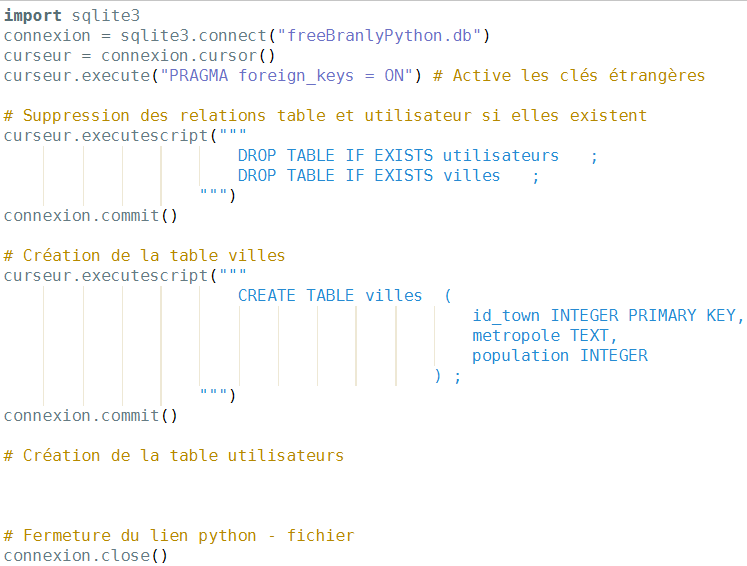 import sqlite3
connexion = sqlite3.connect("freeBranlyPython.db")
curseur = connexion.cursor()
curseur.execute("PRAGMA foreign_keys = ON") # Active les clés étrangères
# Suppression des relations table et utilisateur si elles existent
curseur.executescript("""
DROP TABLE IF EXISTS utilisateurs   ;
DROP TABLE IF EXISTS villes   ;
""")
connexion.commit()
# Création de la table villes
curseur.executescript("""
CREATE TABLE villes  (
id_town INTEGER PRIMARY KEY,
metropole TEXT,
population INTEGER
) ;
""")
connexion.commit()
# Création de la table utilisateurs
# Fermeture du lien python - fichier
connexion.close()